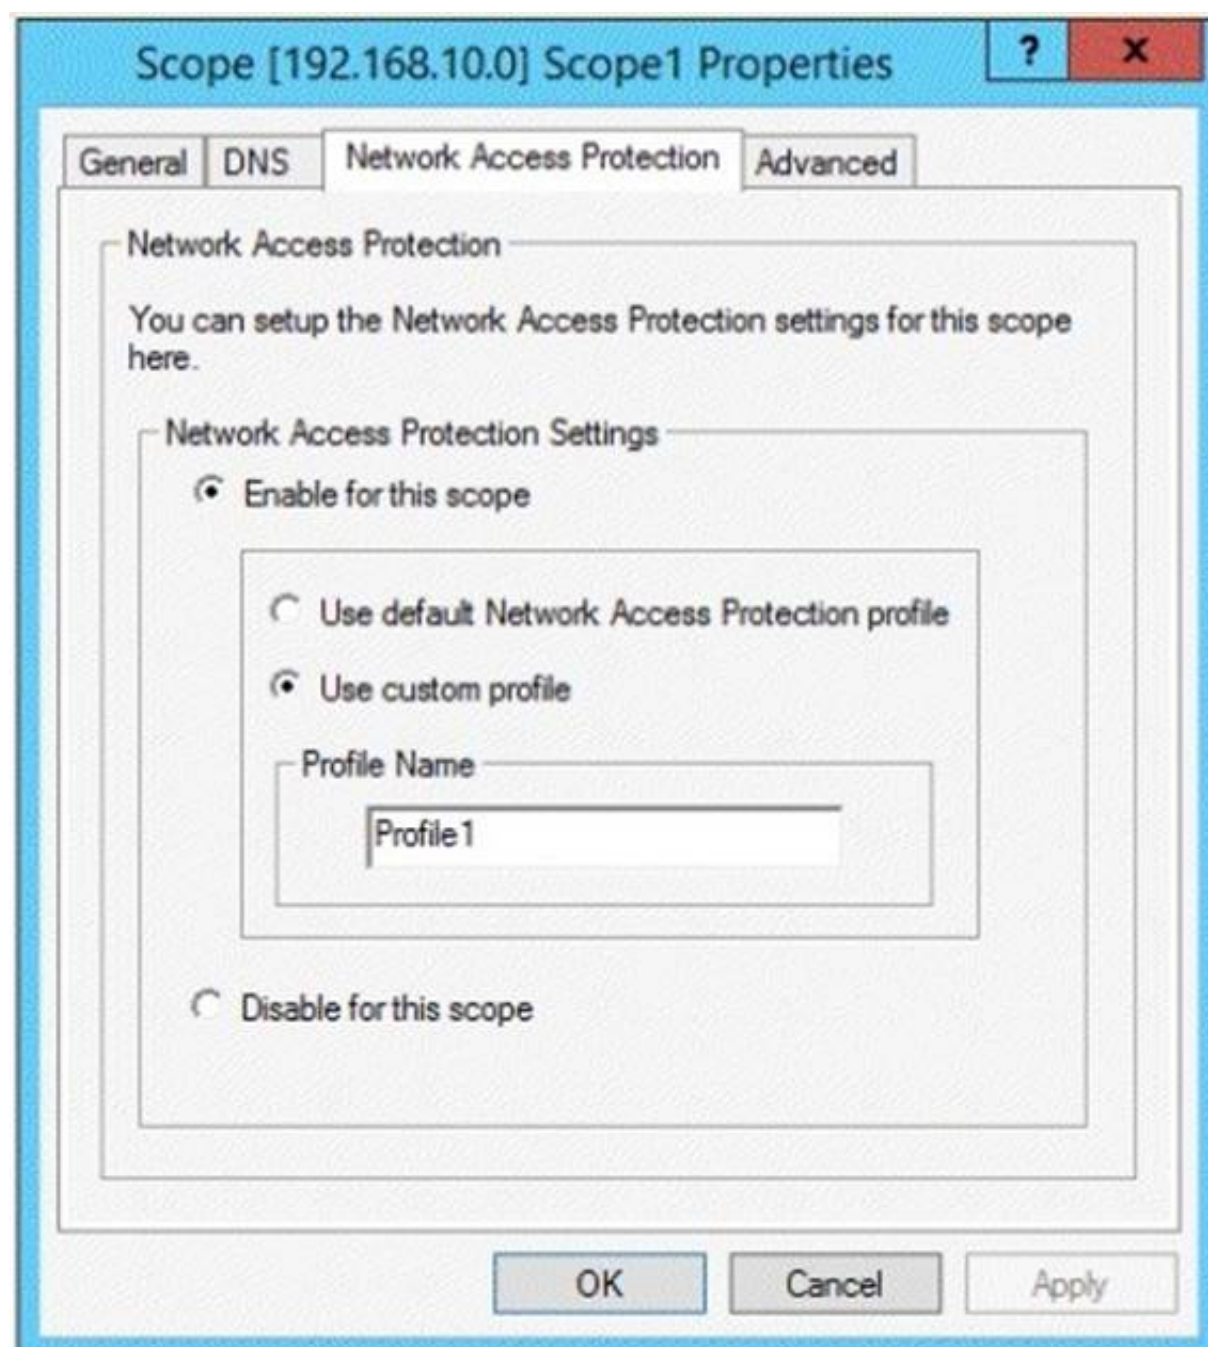 Scope [192.168.10.0] Scope1 Properties
?
x
General
DNS
Network Access Protection
Advanced
Network Access Protection
You can setup the Network Access Protection settings for this scope
here.
Network Access Protection Settings
Enable for this scope
Use default Network Access Protection profile
Use custom profile
Profile Name
Profile1
Disable for this scope
OK
Cancel
Apply